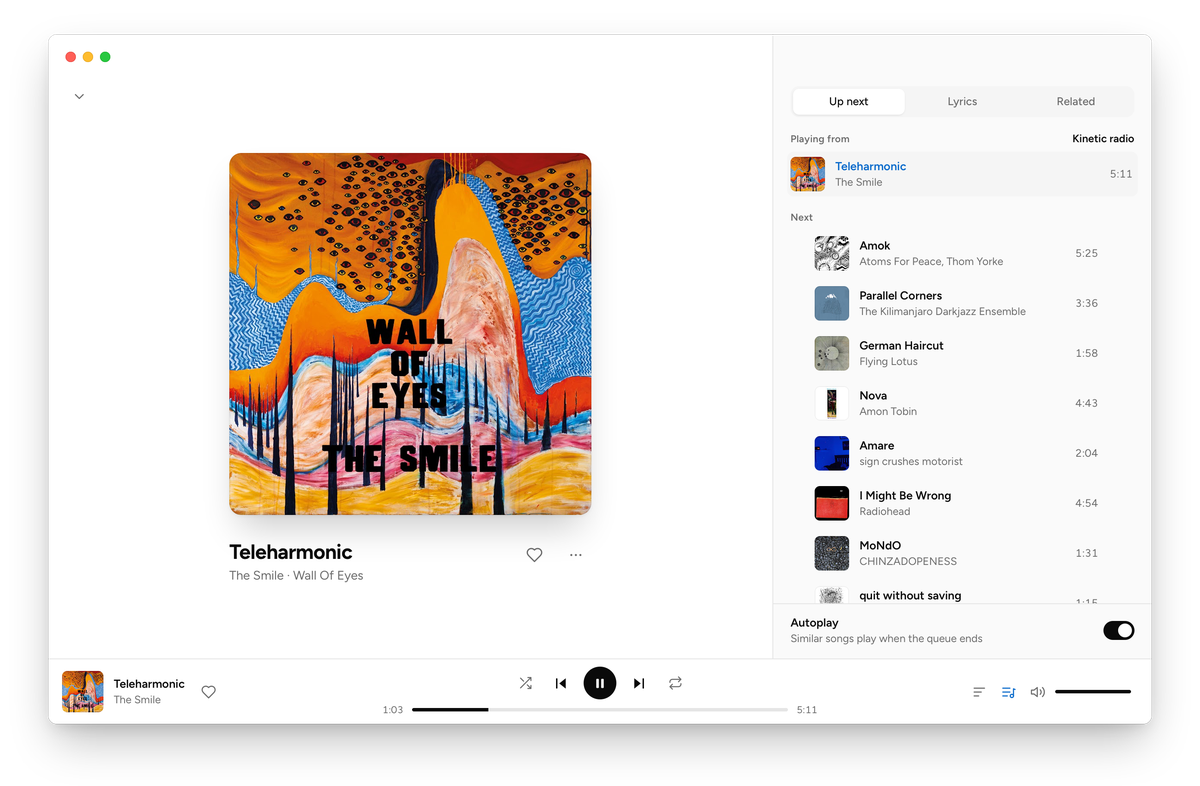 Up next
Lyrics
Related
Playing from
Kinetic radio
Teleharmonic
The Smile
5:11
Next
Amok
Atoms For Peace, Thom Yorke
5:25
Parallel Corners
The Kilimanjaro Darkjazz Ensemble
3:36
German Haircut
Flying Lotus
1:58
Nova
Amon Tobin
4:43
Amare
sign crushes motorist
2:04
I Might Be Wrong
Radiohead
4:54
MoNdO
CHINZADOPENESS
1:31
quit without saving
1:15
Autoplay
Similar songs play when the queue ends
WALL
OF
EYES
THE SMILE
Teleharmonic
The Smile · Wall Of Eyes
Teleharmonic
The Smile
1:03
5:11